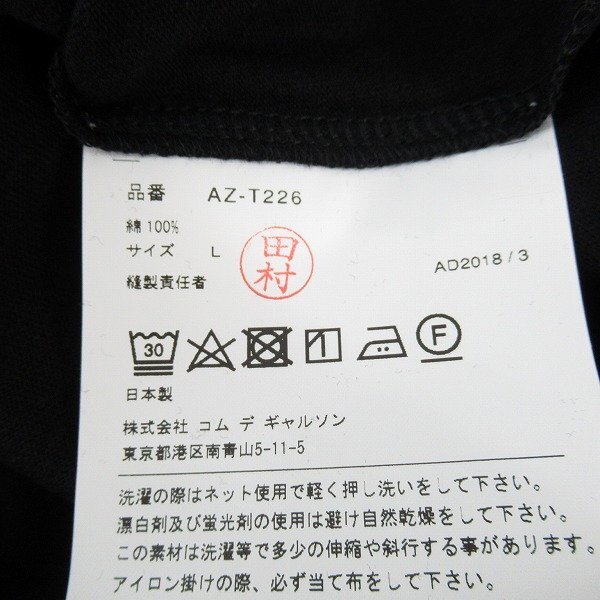 品番 AZ-T226
綿 100%
サイズ L
縫製責任者
田村
AD2018 / 3
30 F
日本製
株式会社 コム デ ギャルソン
東京都港区南青山5-11-5
洗濯の際はネット使用で軽く押し洗いをして下さい。
漂白剤及び蛍光剤の使用は避け自然乾燥をして下さい。
この素材は洗濯等で多少の伸縮や斜行する事があります。
アイロン掛けの際、必ず当て布をして下さい。